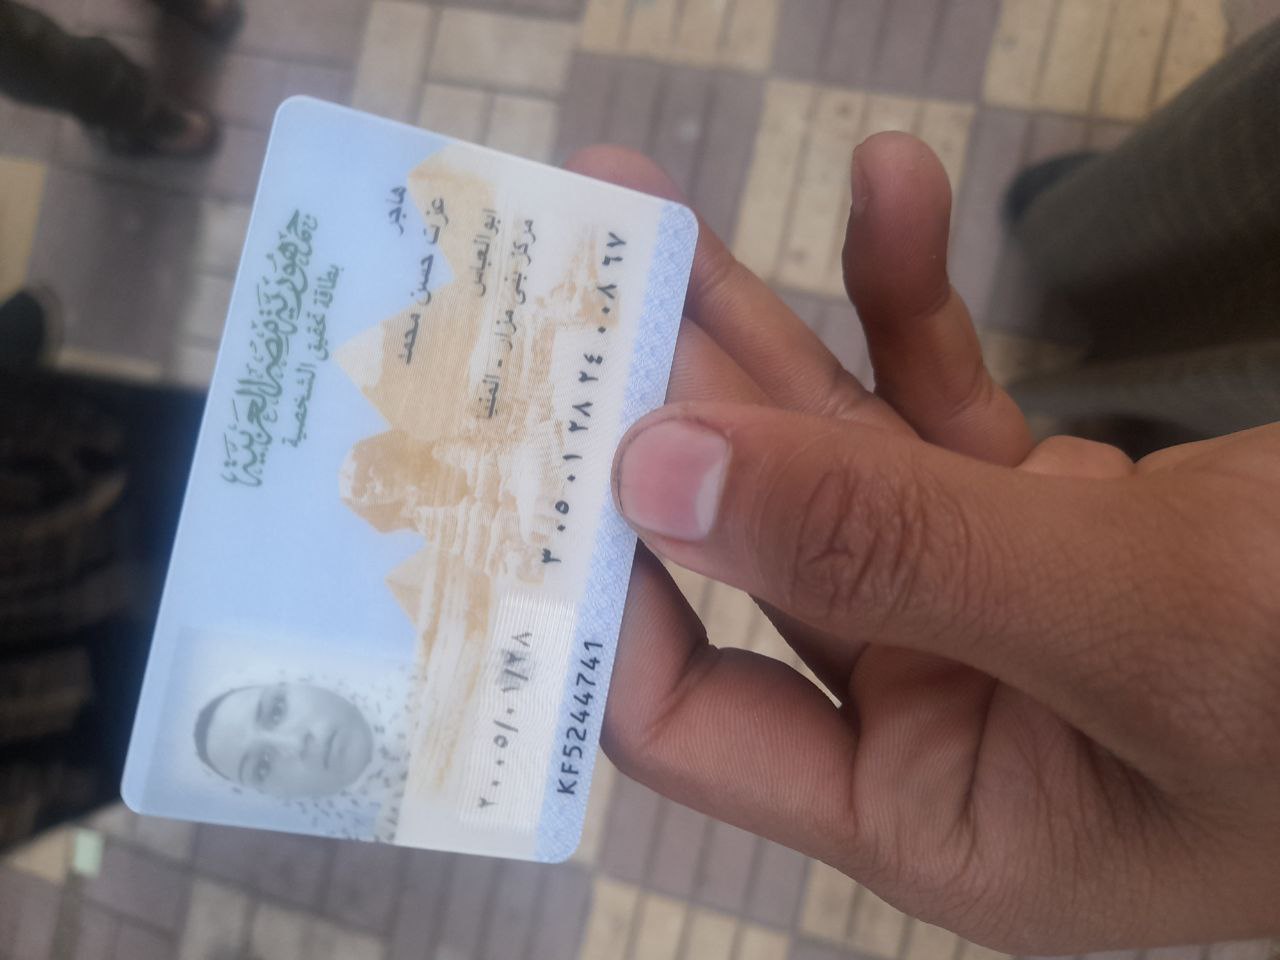 جمهورية مصر العربية
بطاقة تحقيق الشخصية
هاجر
عزت حسن محمد
ابو العباس
مركز بنى مزار - المنيا
٣٠٥٠١٢٨٢٤٠٠٨٦٧
٢٠٠٥/٠١/٢٨
KF5244741